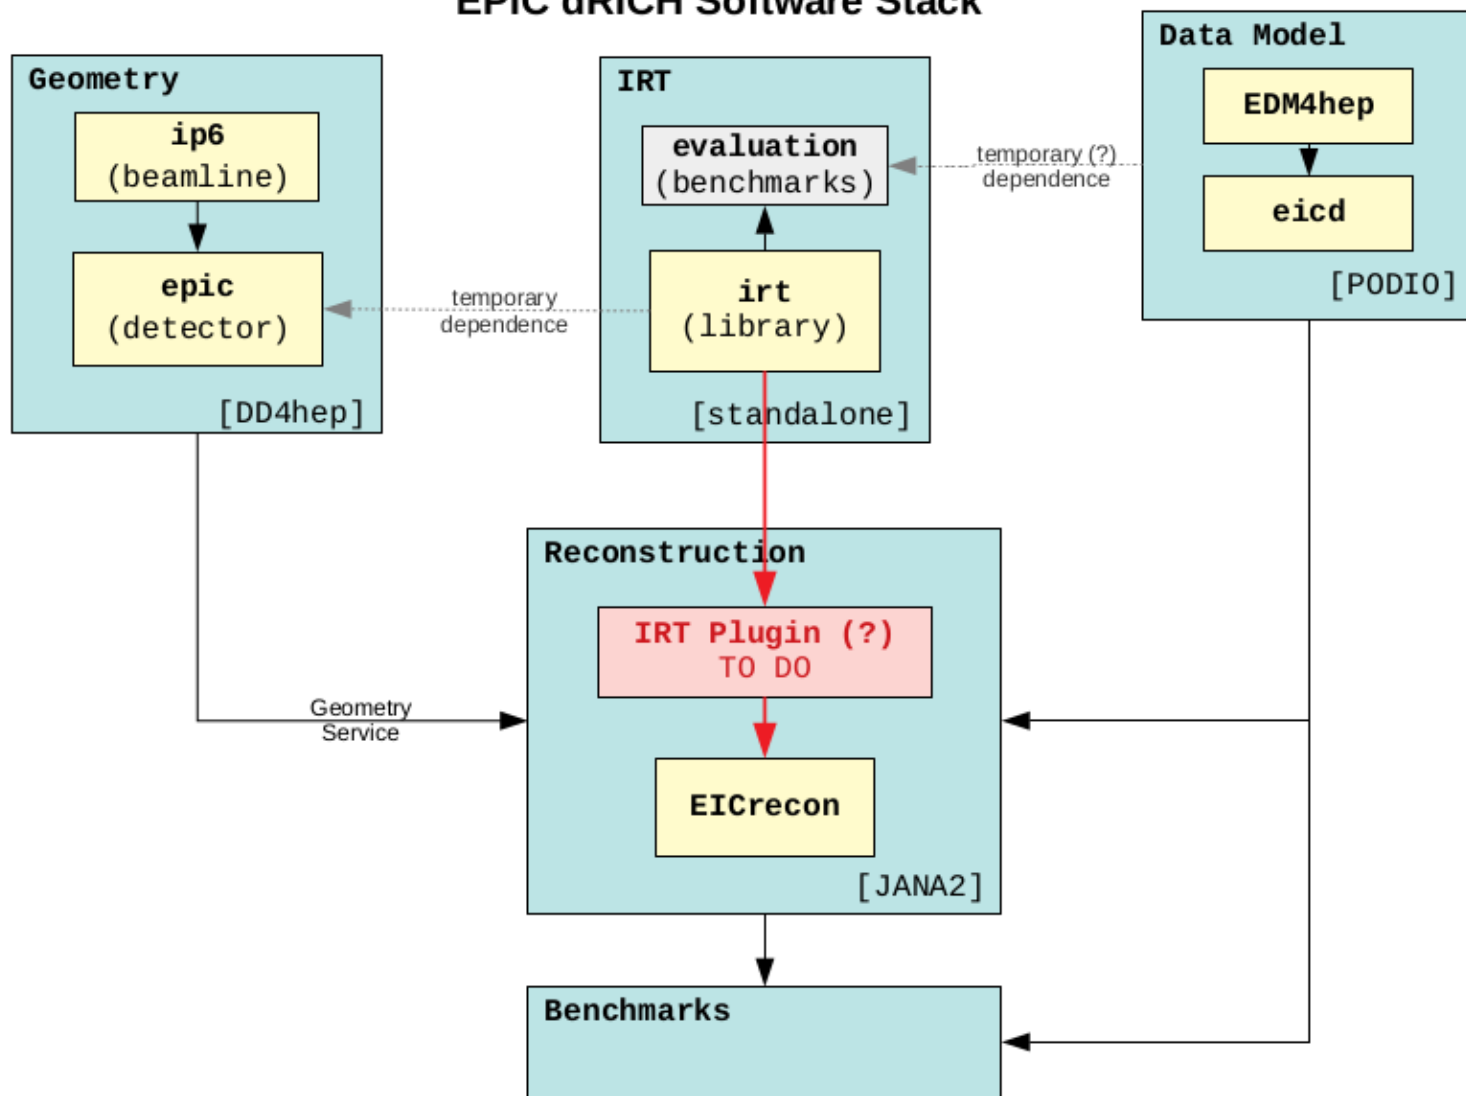 EPIC dRICH Software Stack
Geometry
ip6
(beamline)
epic
(detector)
[DD4hep]
temporary
dependence
IRT
evaluation
(benchmarks)
irt
(library)
[standalone]
temporary (?)
dependence
Data Model
EDM4hep
eicd
[PODIO]
Geometry
Service
Reconstruction
IRT Plugin (?)
TO DO
EICrecon
[JANA2]
Benchmarks